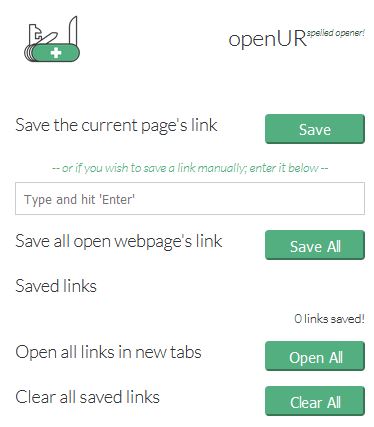 openUR spelled opener!
Save the current page's link Save
-- or if you wish to save a link manually; enter it below --
Type and hit 'Enter'
Save all open webpage's link Save All
Saved links
0 links saved!
Open all links in new tabs Open All
Clear all saved links Clear All